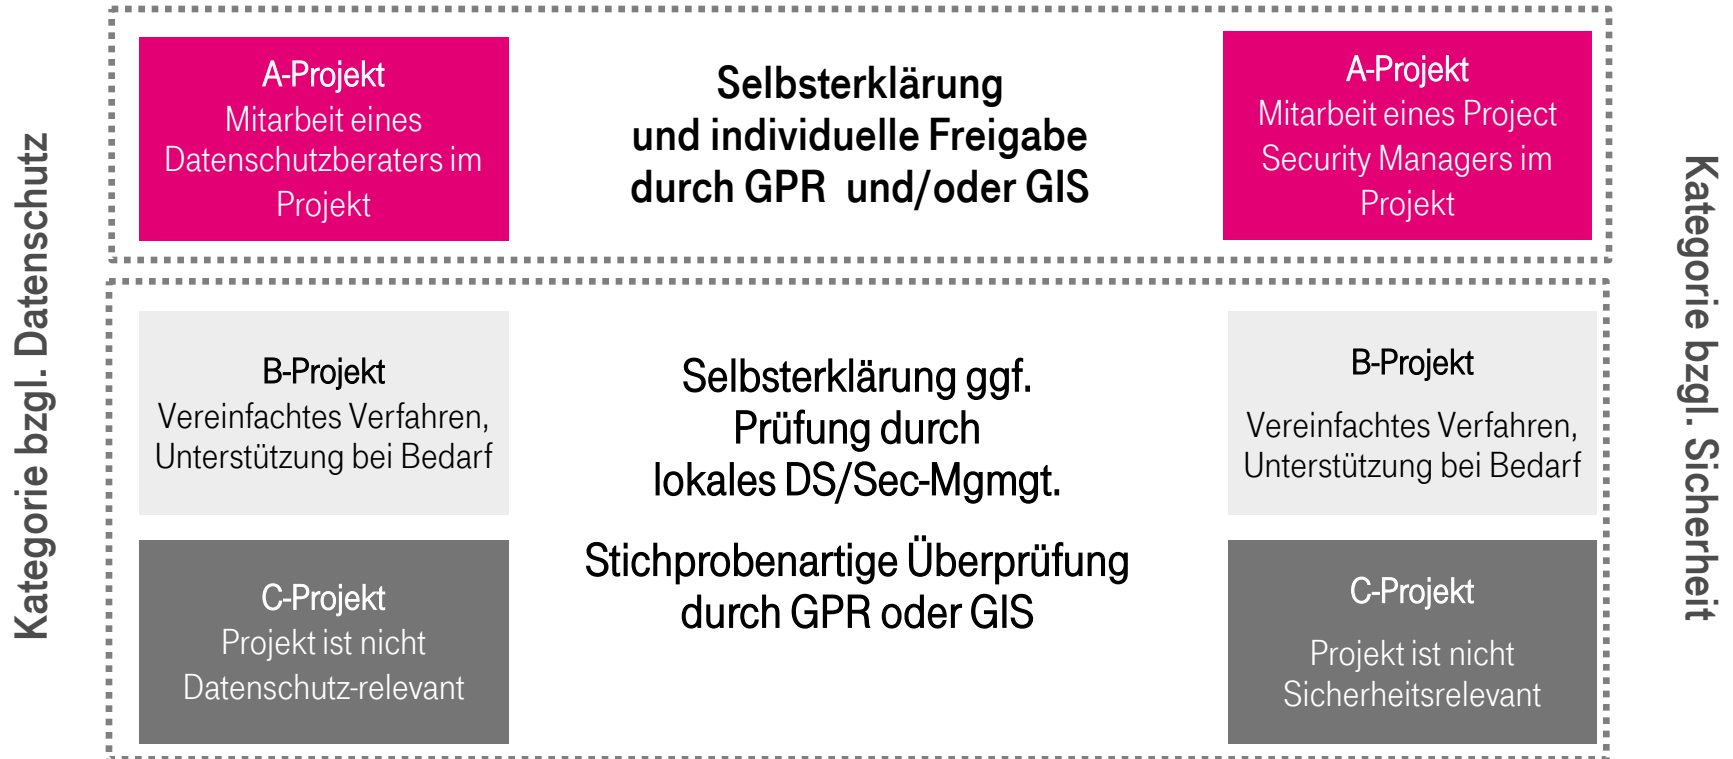 Kategorie bzgl. Datenschutz
A-Projekt
Mitarbeit eines
Datenschutzberaters im
Projekt
Selbsterklärung
und individuelle Freigabe
durch GPR und/oder GIS
A-Projekt
Mitarbeit eines Project
Security Managers im
Projekt
B-Projekt
Vereinfachtes Verfahren,
Unterstützung bei Bedarf
Selbsterklärung ggf.
Prüfung durch
lokales DS/Sec-Mgmgt.
B-Projekt
Vereinfachtes Verfahren,
Unterstützung bei Bedarf
C-Projekt
Projekt ist nicht
Datenschutz-relevant
Stichprobenartige Überprüfung
durch GPR oder GIS
C-Projekt
Projekt ist nicht
Sicherheitsrelevant
Kategorie bzgl. Sicherheit